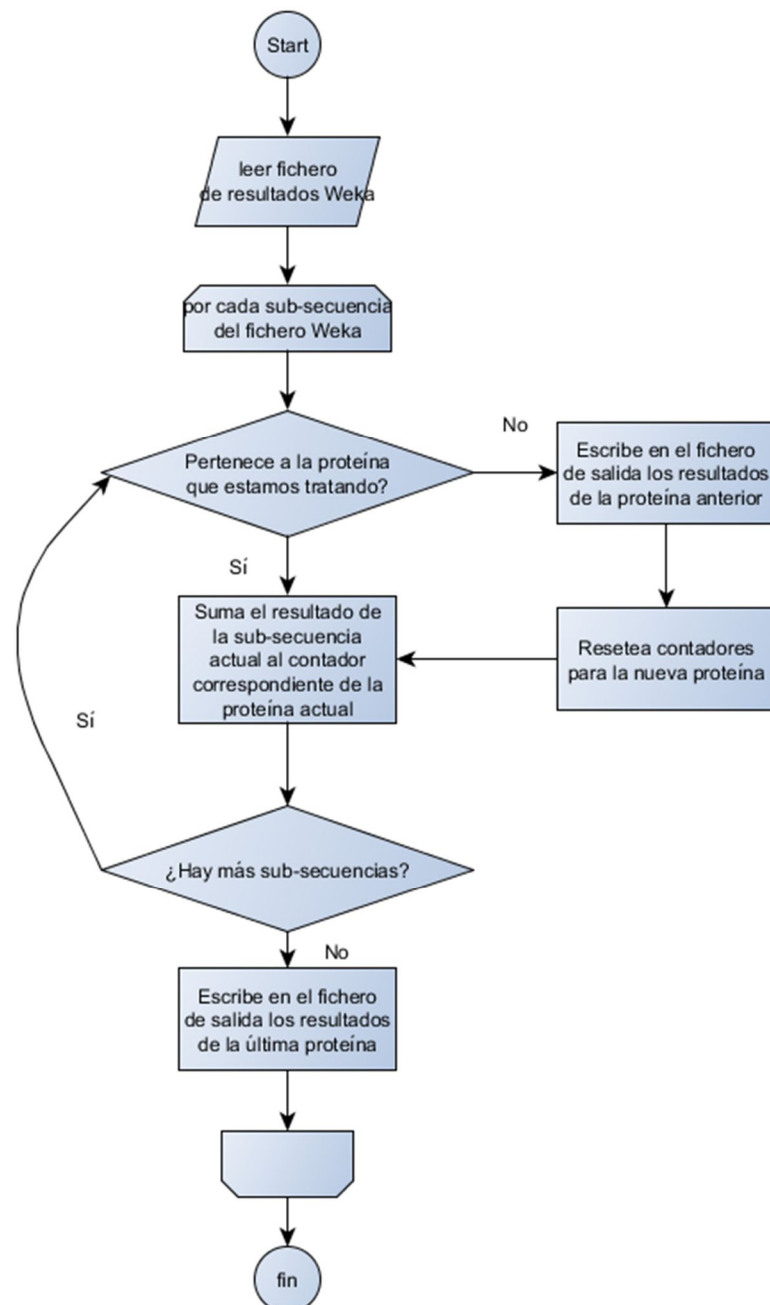 Start
leer fichero
de resultados Weka
por cada sub-secuencia
del fichero Weka
Pertenece a la proteína
que estamos tratando?
No
Escribe en el fichero
de salida los resultados
de la proteína anterior
Sí
Suma el resultado de
la sub-secuencia
actual al contador
correspondiente de la
proteína actual
Resetea contadores
para la nueva proteína
Sí
¿Hay más sub-secuencias?
No
Escribe en el fichero
de salida los resultados
de la última proteína
fin